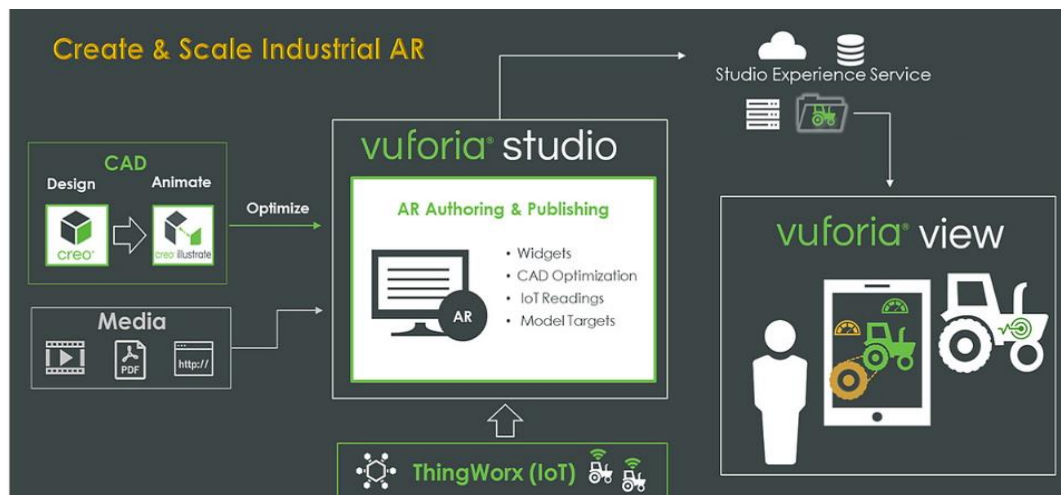 Create & Scale Industrial AR
Studio Experience Service
CAD
Design
Animate
creo®
creo illustrate
Optimize
Media
PDF
http://
vuforia® studio
AR Authoring & Publishing
AR
• Widgets
• CAD Optimization
• IoT Readings
• Model Targets
ThingWorx (IoT)
vuforia® view